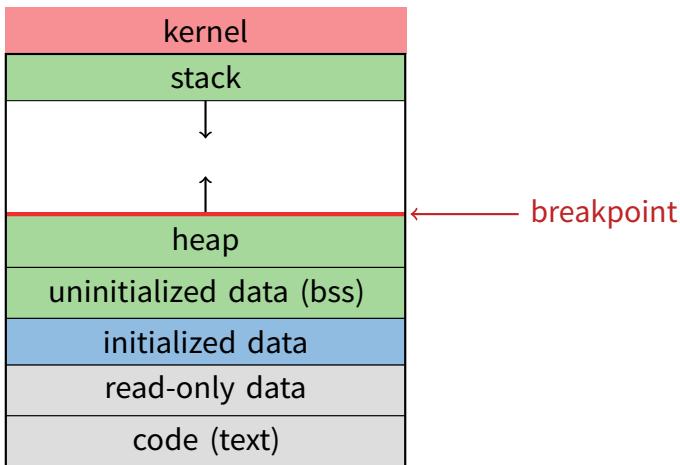 kernel
stack
breakpoint
heap
uninitialized data (bss)
initialized data
read-only data
code (text)